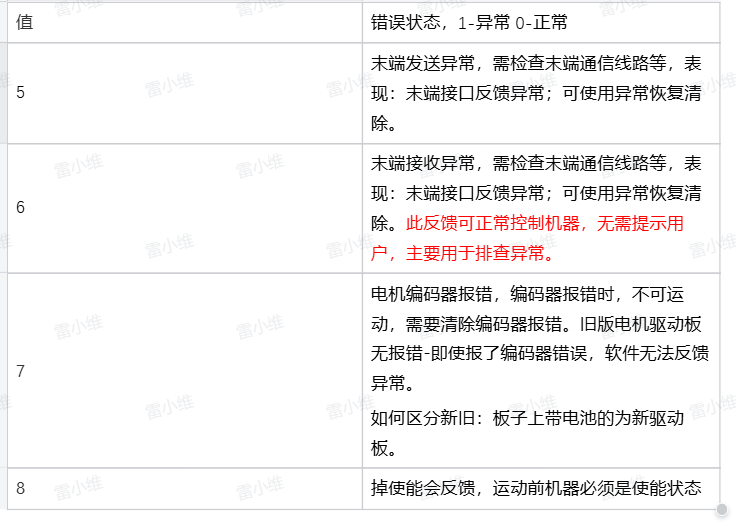 值
错误状态，1-异常 0-正常
5
末端发送异常，需检查末端通信线路等，表
现：末端接口反馈异常；可使用异常恢复清
除。
6
末端接收异常，需检查末端通信线路等，表
现：末端接口反馈异常；可使用异常恢复清
除。此反馈可正常控制机器，无需提示用
户，主要用于排查异常。
7
电机编码器报错，编码器报错时，不可运
动，需要清除编码器报错。旧版电机驱动板
无报错-即使报了编码器错误，软件无法反馈
异常。
如何区分新旧：板子上带电池的为新驱动
板。
8
掉使能会反馈，运动前机器必须是使能状态
雷小维